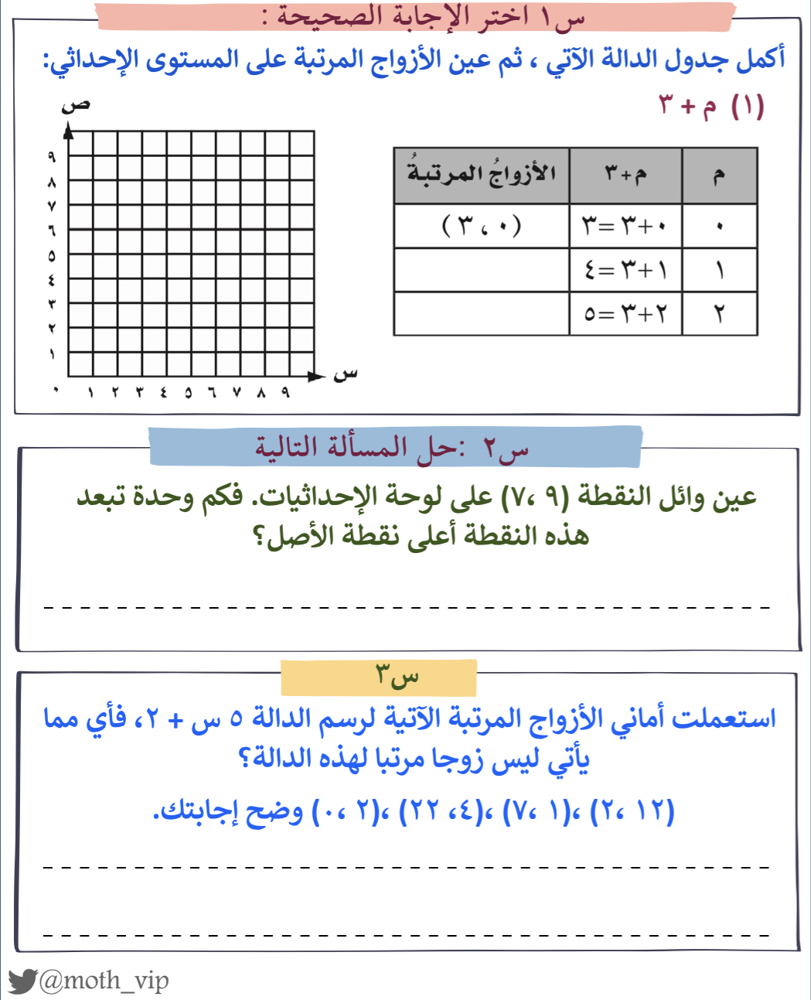 س١ اختر الإجابة الصحيحة :
أكمل جدول الدالة الآتي ، ثم عين الأزواج المرتبة على المستوى الإحداثي:
(١) م + ٣
م م+٣ الأزواجُ المرتبةُ
٠ ٠+٣=٣ (٠ ، ٣)
١ ١+٣=٤
٢ ٢+٣=٥
ص
٩
٨
٧
٦
٥
٤
٣
٢
١
٠ ١ ٢ ٣ ٤ ٥ ٦ ٧ ٨ ٩
س
س٢ :حل المسألة التالية
عين وائل النقطة (٩ ،٧) على لوحة الإحداثيات. فكم وحدة تبعد
هذه النقطة أعلى نقطة الأصل؟
س٣
استعملت أماني الأزواج المرتبة الآتية لرسم الدالة ٥ س + ٢، فأي مما
يأتي ليس زوجا مرتبا لهذه الدالة؟
(١٢ ،٢) ،(١ ،٧) ،(٤، ٢٢) ،(٢ ،٠) وضح إجابتك.
@moth_vip